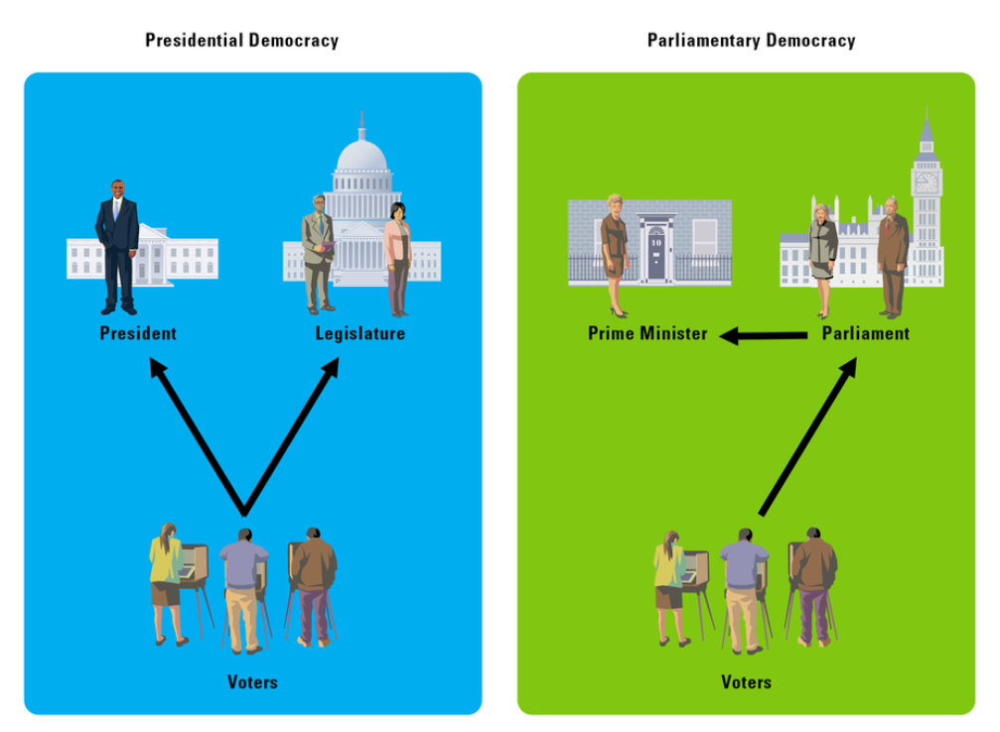 Presidential Democracy
President
Legislature
Voters
Parliamentary Democracy
10
Prime Minister
Parliament
Voters